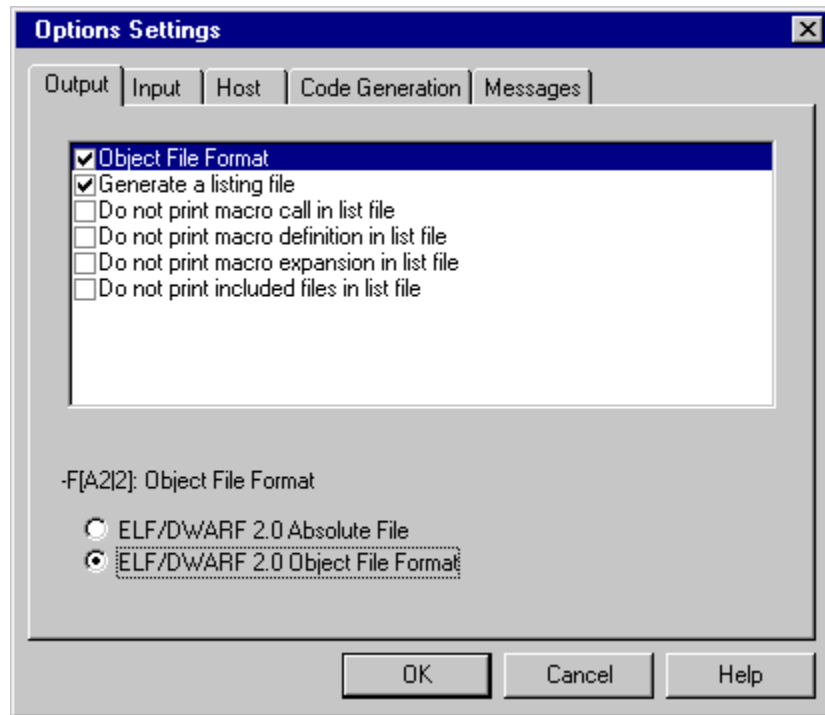 Options Settings
Output Input Host Code Generation Messages
Object File Format
Generate a listing file
Do not print macro call in list file
Do not print macro definition in list file
Do not print macro expansion in list file
Do not print included files in list file
-F[A2|2]: Object File Format
ELF/DWARF 2.0 Absolute File
ELF/DWARF 2.0 Object File Format
OK Cancel Help